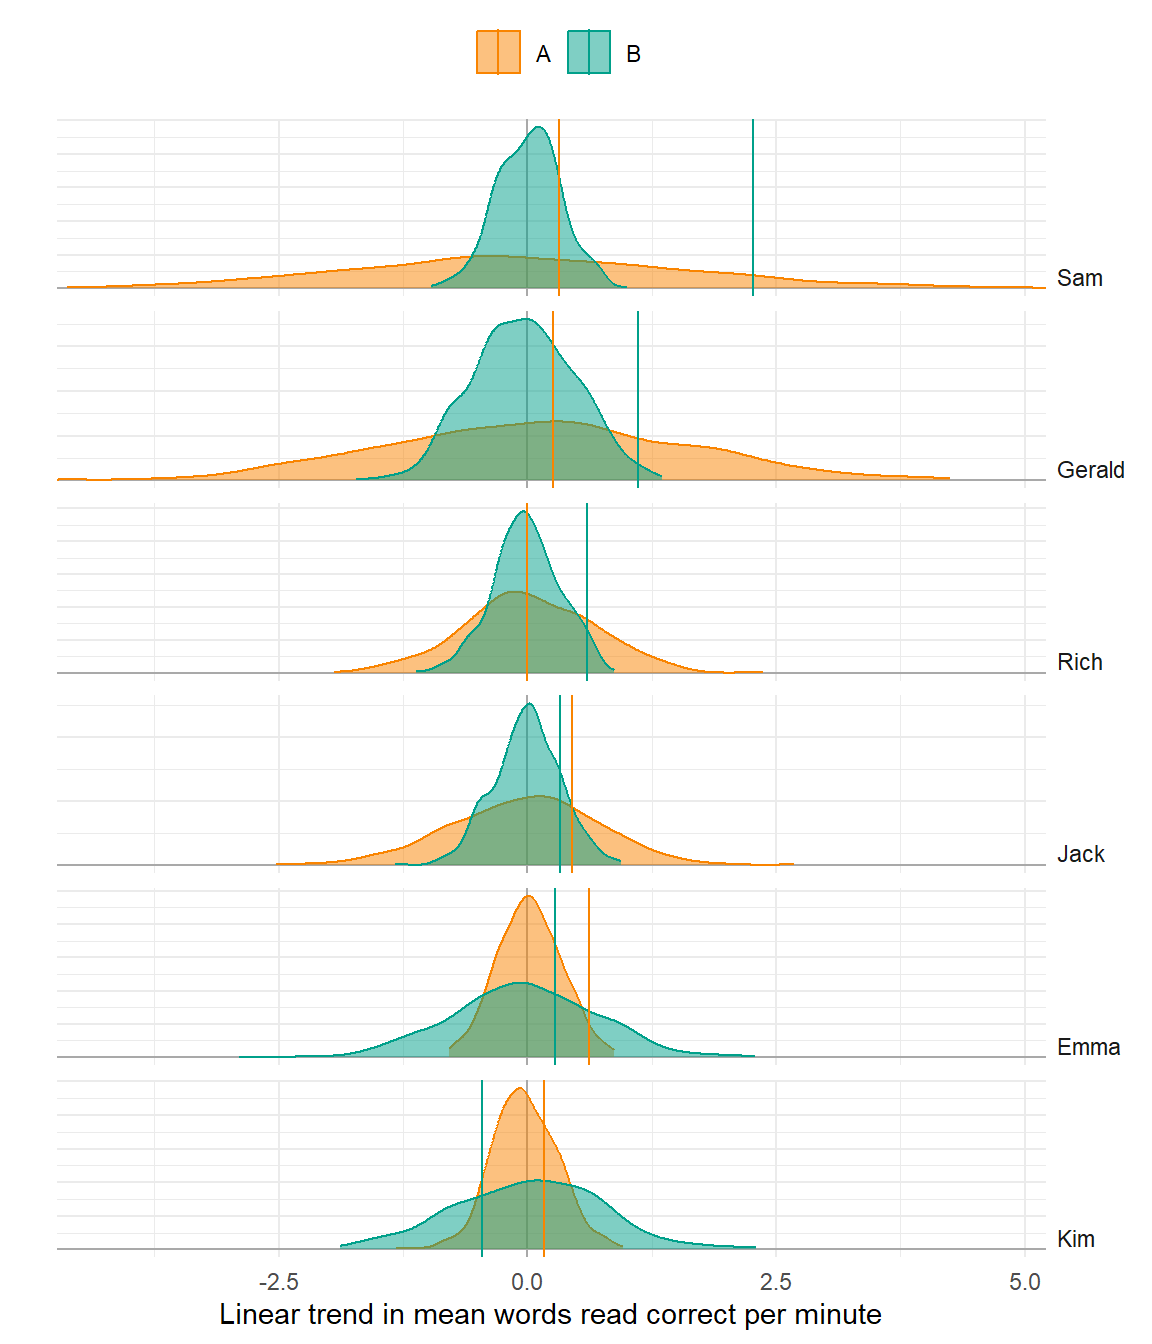 A B
Sam
Gerald
Rich
Jack
Emma
Kim
-2.5 0.0 2.5 5.0
Linear trend in mean words read correct per minute